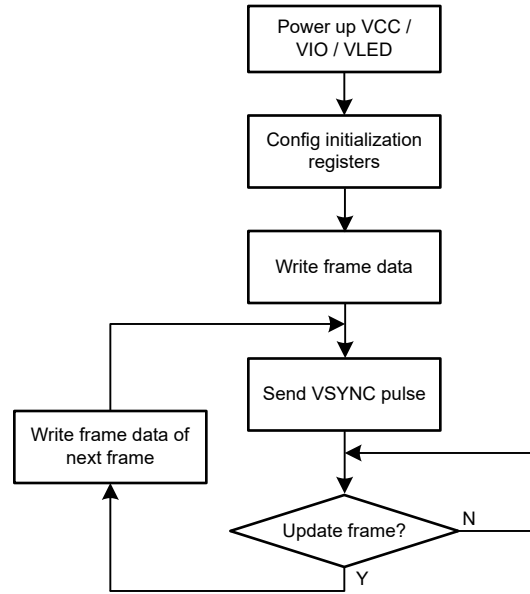 Power up VCC /
VIO / VLED
Config initialization
registers
Write frame data
Send VSYNC pulse
Write frame data of
next frame
Update frame?
N
Y